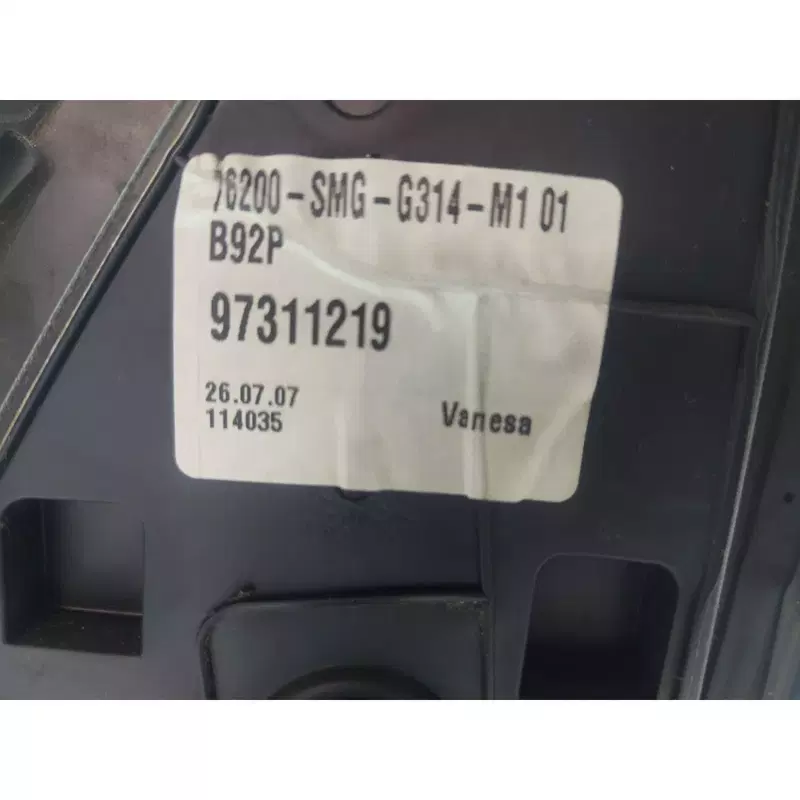 76200-SMG-G314-M1 01
B92P
97311219
26.07.07
114035 Vanesa